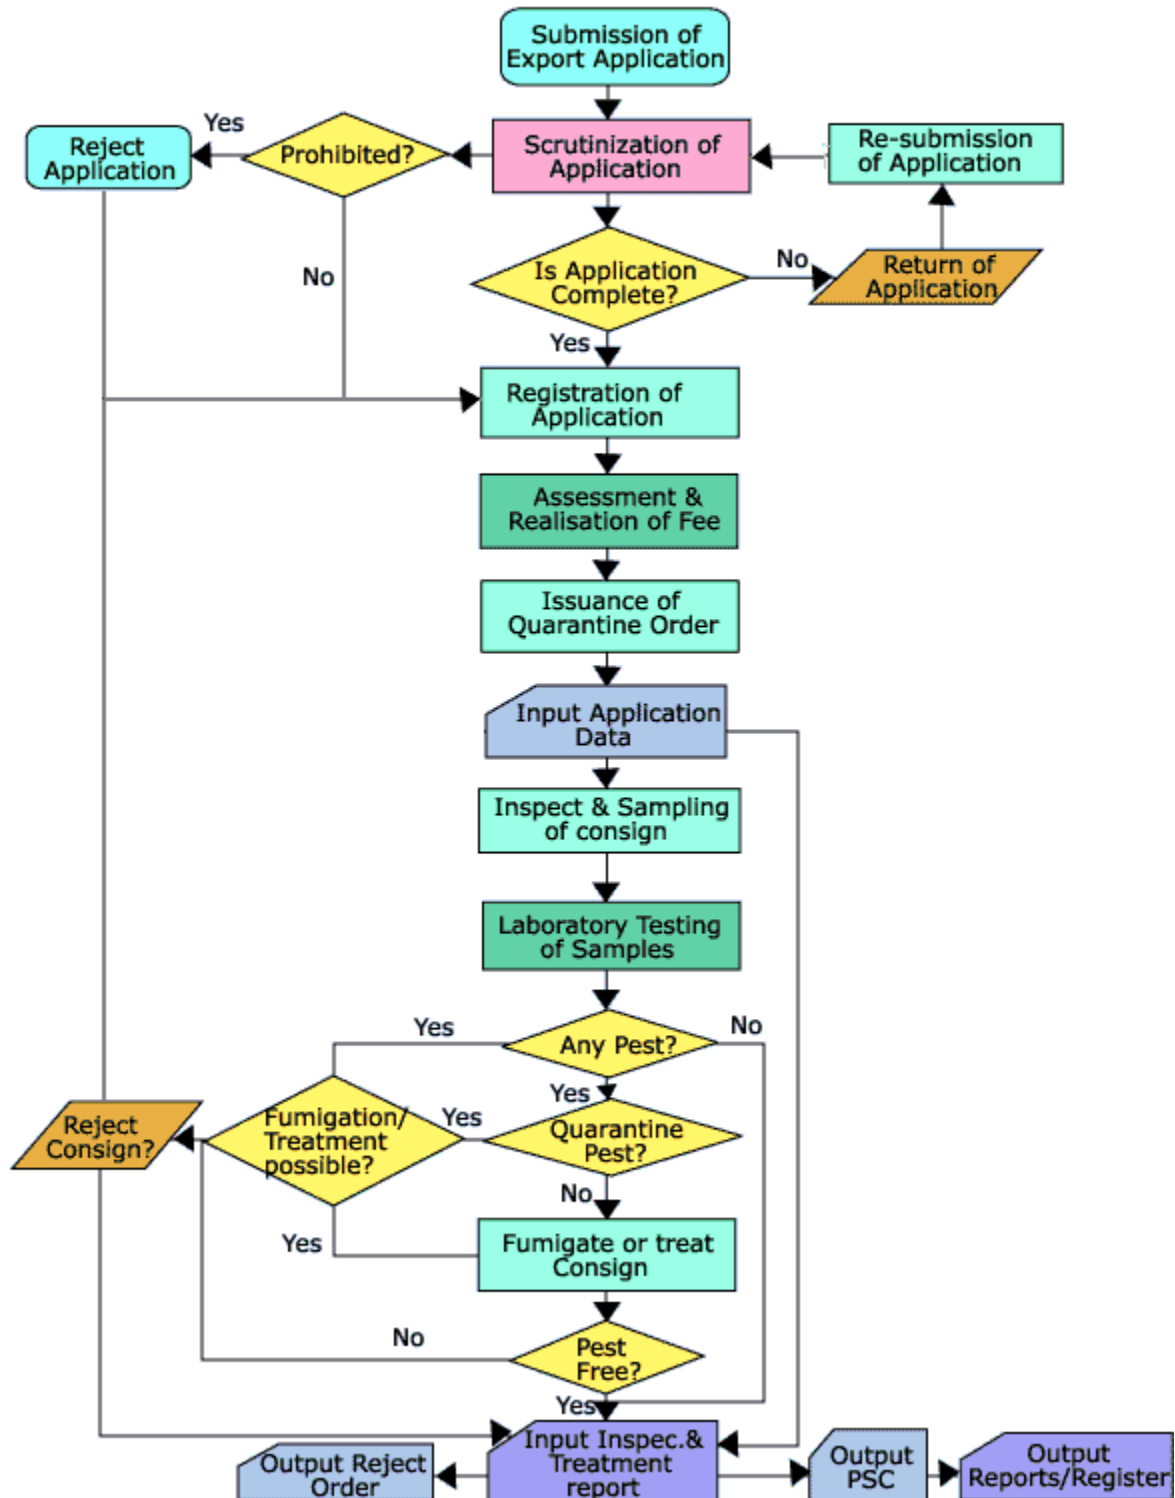 Submission of
Export Application
Yes
Prohibited?
Reject
Application
Scrutinization of
Application
Re-submission
of Application
No
Is Application
Complete?
No
Return of
Application
Yes
Registration of
Application
Assessment &
Realisation of Fee
Issuance of
Quarantine Order
Input Application
Data
Inspect & Sampling
of consign
Laboratory Testing
of Samples
Yes
Any Pest?
No
Yes
Reject
Consign?
Fumigation/
Treatment
possible?
Yes
Quarantine
Pest?
No
Yes
Fumigate or treat
Consign
No
Pest
Free?
Yes
Output Reject
Order
Input Inspec.&
Treatment
report
Output
PSC
Output
Reports/Register